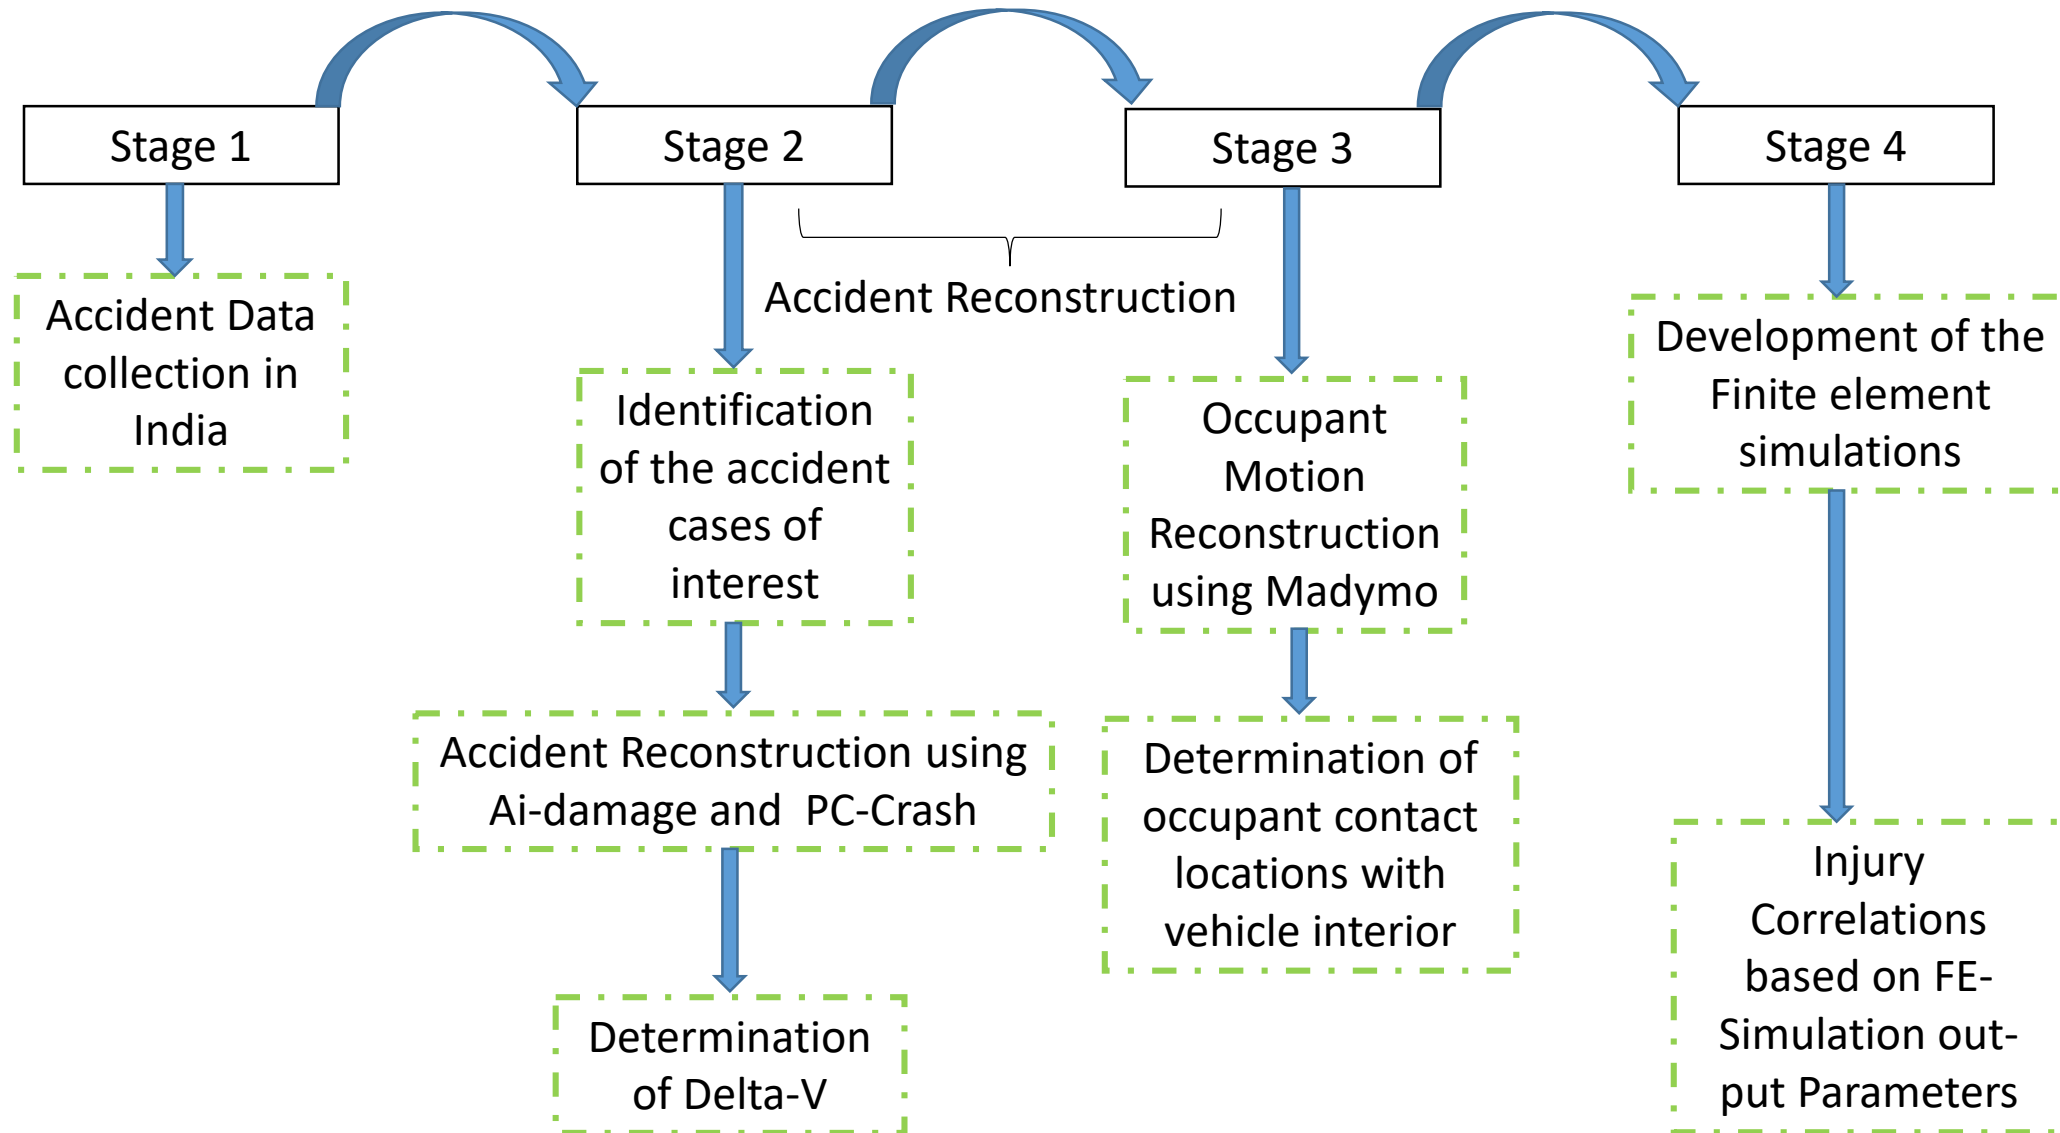 Stage 1
Stage 2
Stage 3
Stage 4
Accident Reconstruction
Accident Data
collection in
India
Identification
of the accident
cases of
interest
Accident Reconstruction using
Ai-damage and  PC-Crash
Determination
of Delta-V
Occupant
Motion
Reconstruction
using Madymo
Determination of
occupant contact
locations with
vehicle interior
Development of the
Finite element
simulations
Injury
Correlations
based on FE-
Simulation out-
put Parameters